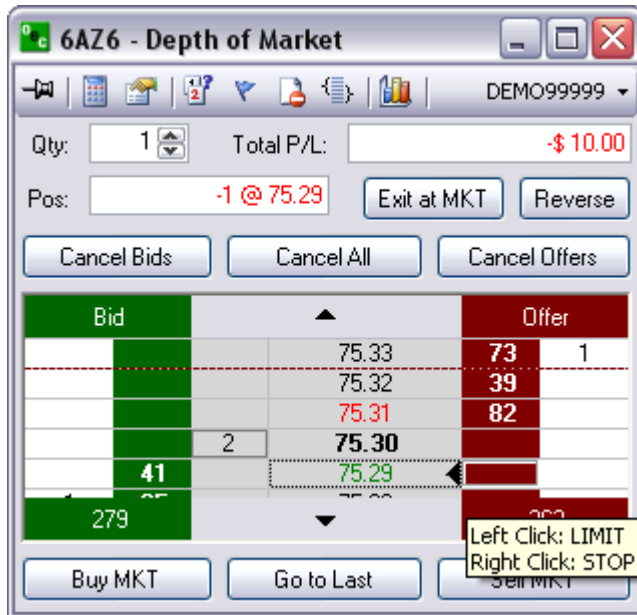 6AZ6 - Depth of Market
DEMO99999
Qty: 1 Total P/L: -$ 10.00
Pos: -1 @ 75.29 Exit at MKT Reverse
Cancel Bids Cancel All Cancel Offers
Bid Offer
75.33 73 1
75.32 39
75.31 82
2 75.30
41 75.29
279
Left Click: LIMIT
Right Click: STOP
Buy MKT Go to Last Sell MKT